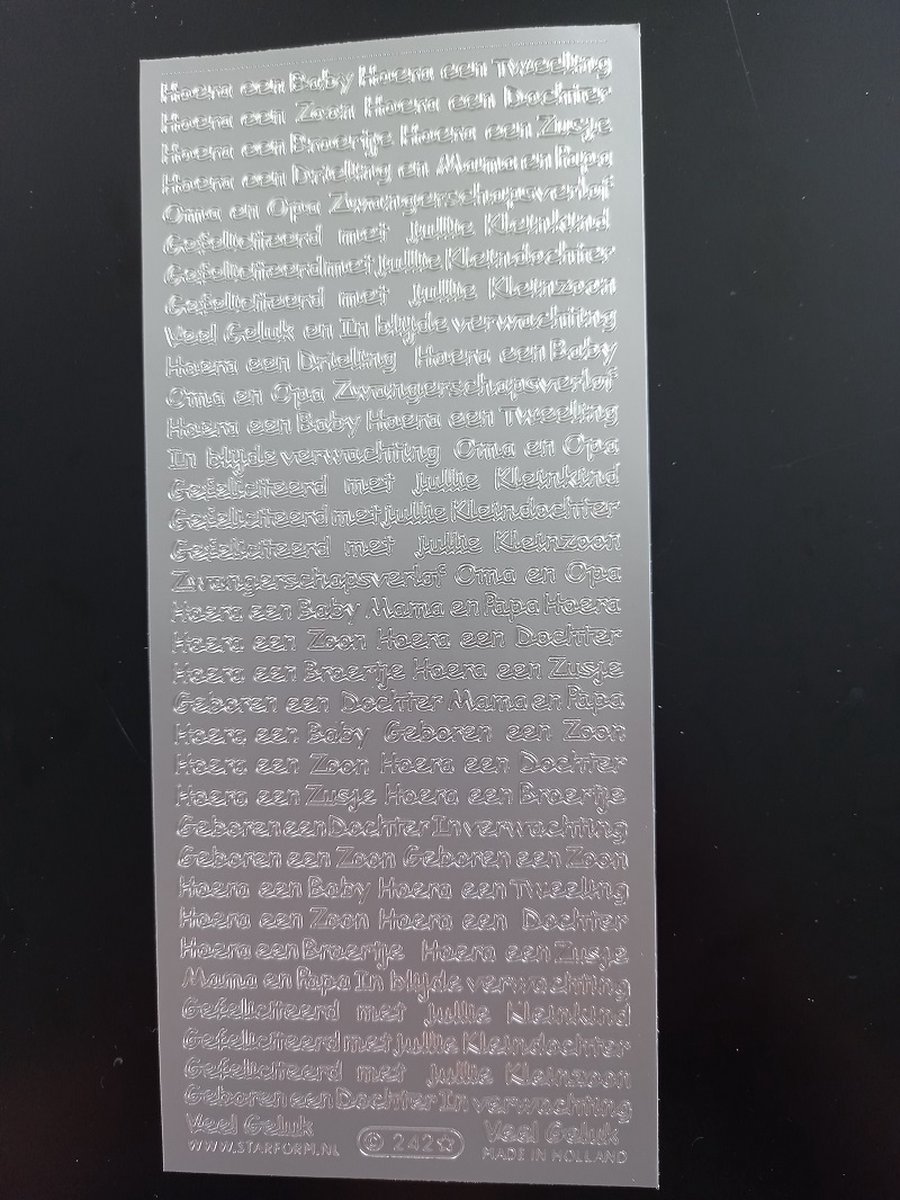 Hoera een Baby Hoera een Tweeling
Hoera een Zoon Hoera een Dochter
Hoera een Broertje Hoera een Zusje
Hoera een Drieling en Mama en Papa
Oma en Opa Zwangerschapsverlof
Gefeliciteerd met jullie Kleinkind
Gefeliciteerd met jullie Kleindochter
Gefeliciteerd met jullie Kleinzoon
Veel Geluk en In blijde verwachting
Hoera een Drieling Hoera een Baby
Oma en Opa Zwangerschapsverlof
Hoera een Baby Hoera een Tweeling
In blijde verwachting Oma en Opa
Gefeliciteerd met jullie Kleinkind
Gefeliciteerd met jullie Kleindochter
Gefeliciteerd met jullie Kleinzoon
Zwangerschapsverlof Oma en Opa
Hoera een Baby Mama en Papa Hoera
Hoera een Zoon Hoera een Dochter
Hoera een Broertje Hoera een Zusje
Geboren een Dochter Mama en Papa
Hoera een Baby Geboren een Zoon
Hoera een Zoon Hoera een Dochter
Hoera een Zusje Hoera een Broertje
Geboren een Dochter In verwachting
Geboren een Zoon Geboren een Zoon
Hoera een Baby Hoera een Tweeling
Hoera een Zoon Hoera een Dochter
Hoera een Broertje Hoera een Zusje
Mama en Papa In blijde verwachting
Gefeliciteerd met jullie Kleinkind
Gefeliciteerd met jullie Kleindochter
Gefeliciteerd met jullie Kleinzoon
Geboren een Dochter In verwachting
Veel Geluk Veel Geluk
WWW.STARFORM.NL © 242☆ MADE IN HOLLAND